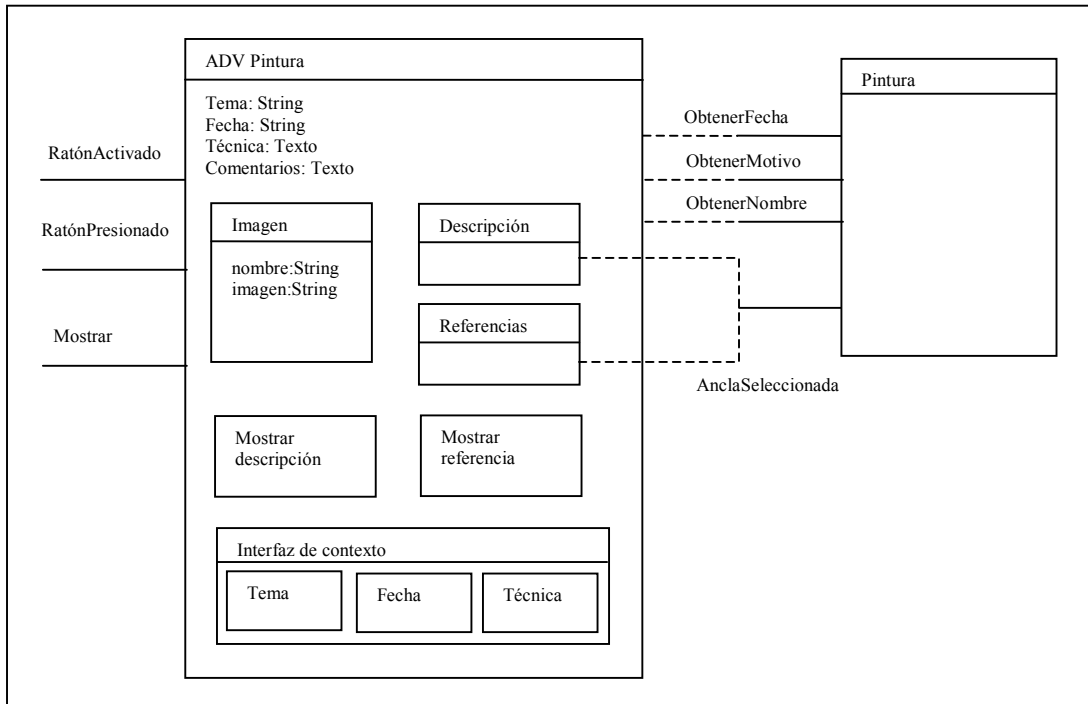 ADV Pintura
Tema: String
Fecha: String
Técnica: Texto
Comentarios: Texto
RatónActivado
RatónPresionado
Mostrar
Imagen
nombre:String
imagen:String
Descripción
Referencias
Mostrar
descripción
Mostrar
referencia
Interfaz de contexto
Tema
Fecha
Técnica
ObtenerFecha
ObtenerMotivo
ObtenerNombre
AnclaSeleccionada
Pintura